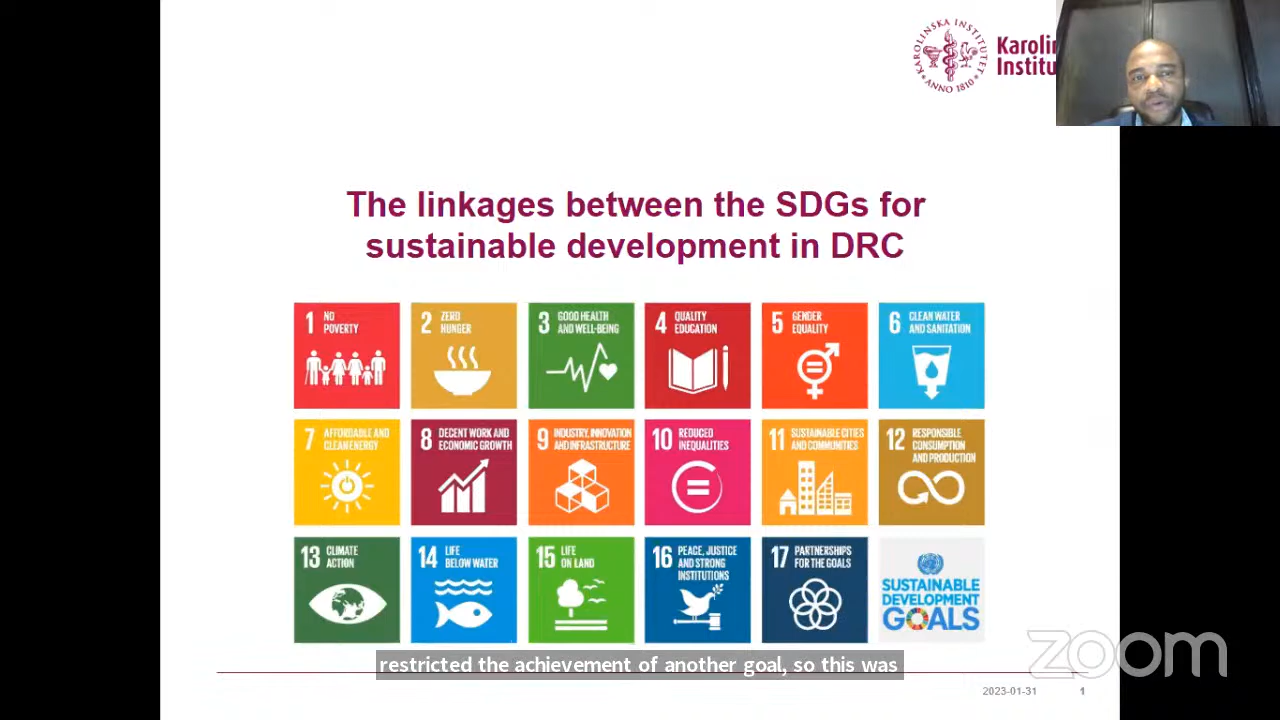 KAROLINSKA INSTITUTET
ANNO 1810
Karolin
Institu
The linkages between the SDGs for
sustainable development in DRC
1 NO
POVERTY
2 ZERO
HUNGER
3 GOOD HEALTH
AND WELL-BEING
4 QUALITY
EDUCATION
5 GENDER
EQUALITY
6 CLEAN WATER
AND SANITATION
7 AFFORDABLE AND
CLEAN ENERGY
8 DECENT WORK AND
ECONOMIC GROWTH
9 INDUSTRY, INNOVATION
AND INFRASTRUCTURE
10 REDUCED
INEQUALITIES
11 SUSTAINABLE CITIES
AND COMMUNITIES
12 RESPONSIBLE
CONSUMPTION
AND PRODUCTION
13 CLIMATE
ACTION
14 LIFE
BELOW WATER
15 LIFE
ON LAND
16 PEACE, JUSTICE
AND STRONG
INSTITUTIONS
17 PARTNERSHIPS
FOR THE GOALS
SUSTAINABLE
DEVELOPMENT
GOALS
restricted the achievement of another goal, so this was
zoom
2023-01-31 1